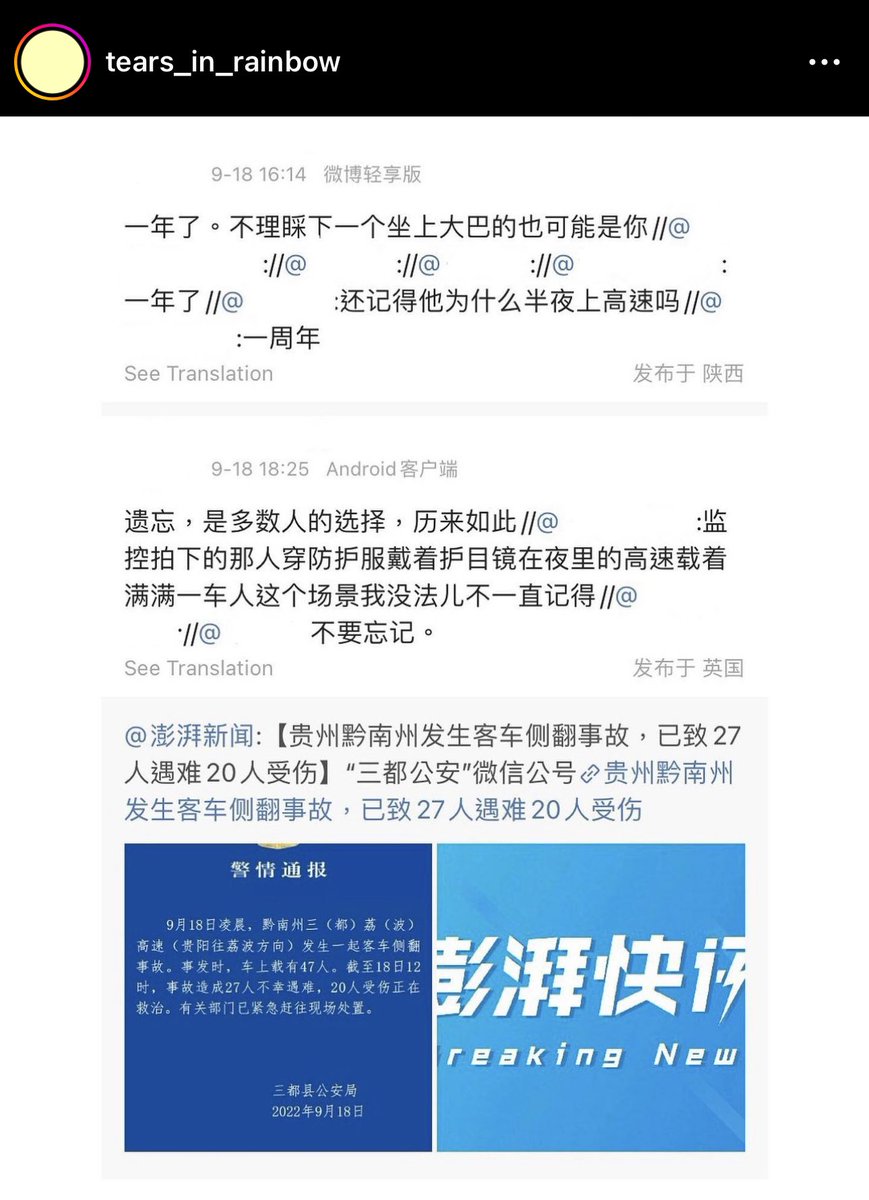 tears_in_rainbow
9-18 16:14 微博轻享版
一年了。不理睬下一个坐上大巴的也可能是你//@
://@ ://@ ://@ :
一年了//@ :还记得他为什么半夜上高速吗//@
:一周年
See Translation 发布于 陕西
9-18 18:25 Android客户端
遗忘，是多数人的选择，历来如此//@ :监
控拍下的那人穿防护服戴着护目镜在夜里的高速载着
满满一车人这个场景我没法儿不一直记得//@
://@ 不要忘记。
See Translation 发布于 英国
@澎湃新闻:【贵州黔南州发生客车侧翻事故，已致27
人遇难20人受伤】“三都公安”微信公号贵州黔南州
发生客车侧翻事故，已致27人遇难20人受伤
警情通报
9月18日凌晨，黔南州三（都）荔（波）
高速（贵阳往荔波方向）发生一起客车侧翻
事故。事发时，车上载有47人。截至18日12
时，事故造成27人不幸遇难，20人受伤正在
救治。有关部门已紧急赶往现场处置。
三都县公安局
2022年9月18日
澎湃快讯
Breaking New